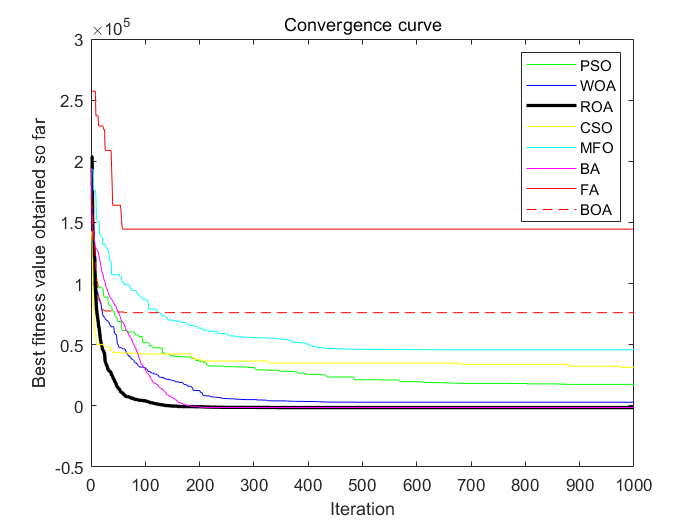 Convergence curve
×10⁵
3
2.5
2
1.5
1
0.5
0
-0.5
Best fitness value obtained so far
0 100 200 300 400 500 600 700 800 900 1000
Iteration
PSO
WOA
ROA
CSO
MFO
BA
FA
BOA